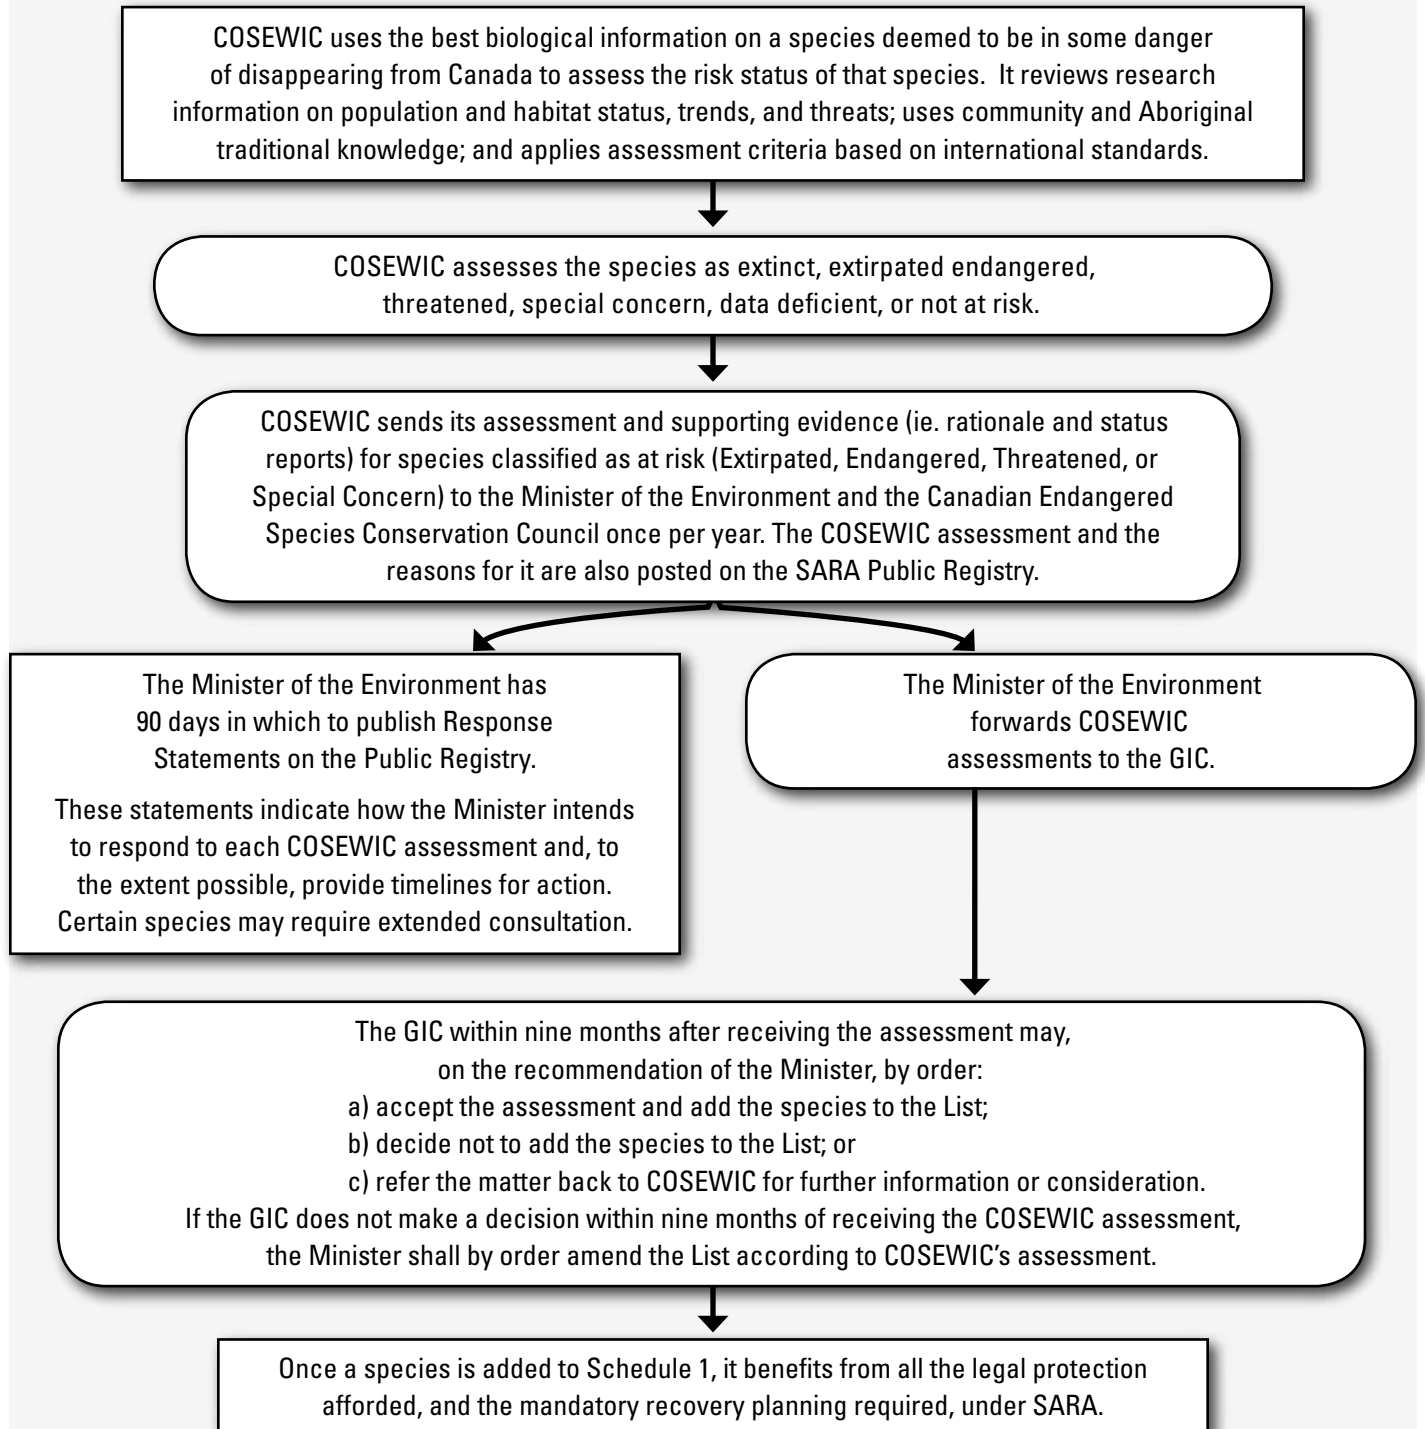 COSEWIC uses the best biological information on a species deemed to be in some danger
of disappearing from Canada to assess the risk status of that species. It reviews research
information on population and habitat status, trends, and threats; uses community and Aboriginal
traditional knowledge; and applies assessment criteria based on international standards.
COSEWIC assesses the species as extinct, extirpated endangered,
threatened, special concern, data deficient, or not at risk.
COSEWIC sends its assessment and supporting evidence (ie. rationale and status
reports) for species classified as at risk (Extirpated, Endangered, Threatened, or
Special Concern) to the Minister of the Environment and the Canadian Endangered
Species Conservation Council once per year. The COSEWIC assessment and the
reasons for it are also posted on the SARA Public Registry.
The Minister of the Environment has
90 days in which to publish Response
Statements on the Public Registry.
These statements indicate how the Minister intends
to respond to each COSEWIC assessment and, to
the extent possible, provide timelines for action.
Certain species may require extended consultation.
The Minister of the Environment
forwards COSEWIC
assessments to the GIC.
The GIC within nine months after receiving the assessment may,
on the recommendation of the Minister, by order:
a) accept the assessment and add the species to the List;
b) decide not to add the species to the List; or
c) refer the matter back to COSEWIC for further information or consideration.
If the GIC does not make a decision within nine months of receiving the COSEWIC assessment,
the Minister shall by order amend the List according to COSEWIC's assessment.
Once a species is added to Schedule 1, it benefits from all the legal protection
afforded, and the mandatory recovery planning required, under SARA.